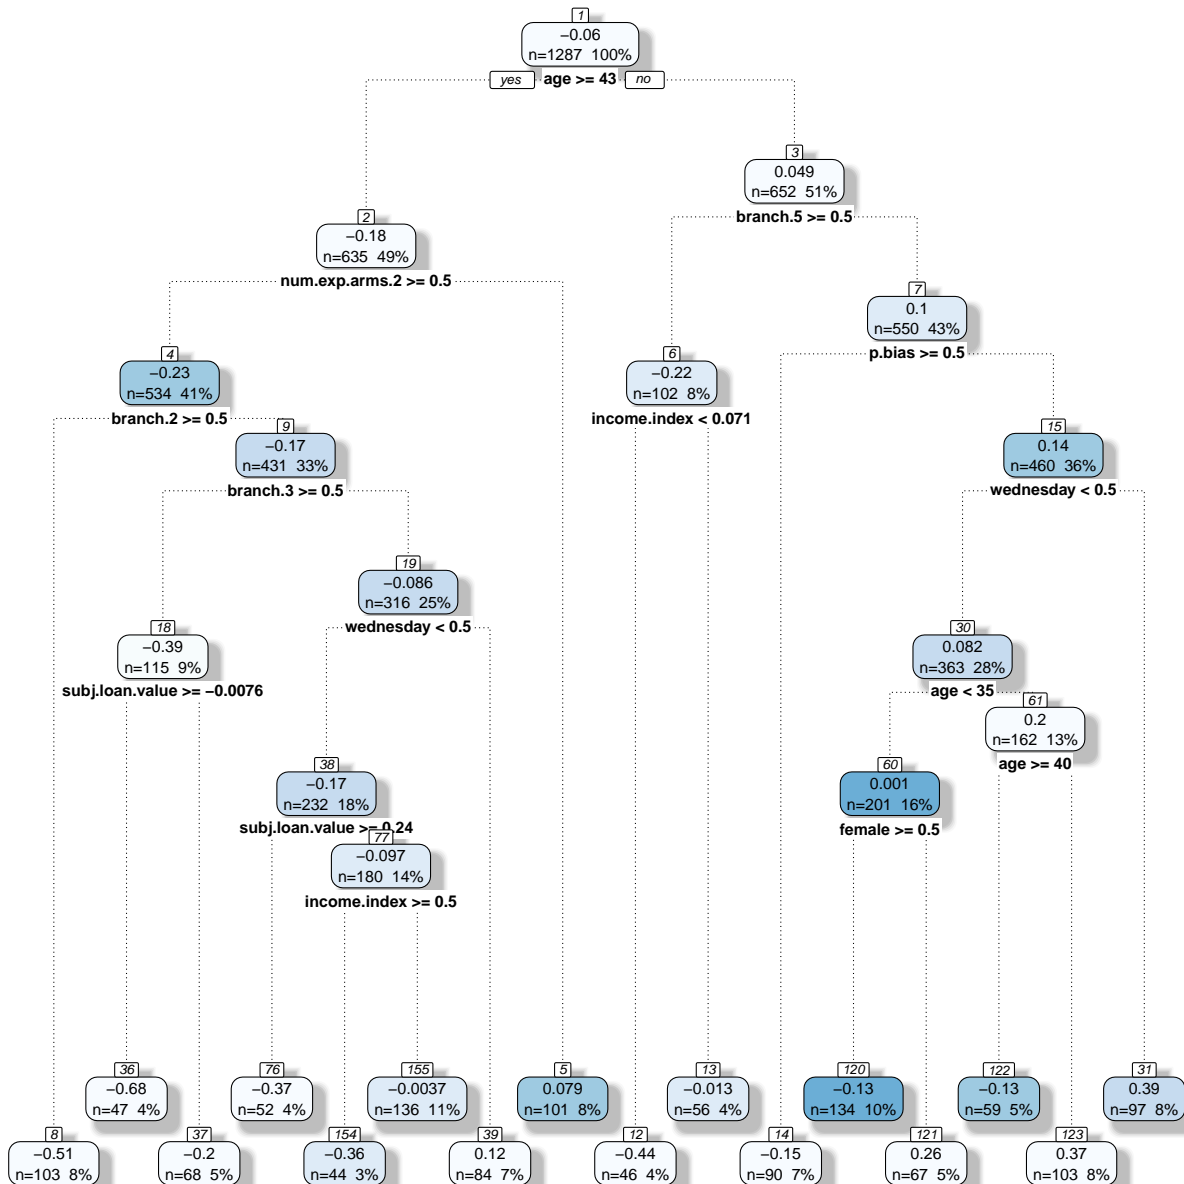 1
−0.06
n=1287 100%
yes age >= 43 no
3
0.049
n=652 51%
branch.5 >= 0.5
2
−0.18
n=635 49%
num.exp.arms.2 >= 0.5
7
0.1
n=550 43%
p.bias >= 0.5
4
−0.23
n=534 41%
branch.2 >= 0.5
6
−0.22
n=102 8%
income.index < 0.071
9
−0.17
n=431 33%
branch.3 >= 0.5
15
0.14
n=460 36%
wednesday < 0.5
19
−0.086
n=316 25%
wednesday < 0.5
18
−0.39
n=115 9%
subj.loan.value >= −0.0076
30
0.082
n=363 28%
age < 35
61
0.2
n=162 13%
age >= 40
38
−0.17
n=232 18%
subj.loan.value >= 0.24
60
0.001
n=201 16%
female >= 0.5
77
−0.097
n=180 14%
income.index >= 0.5
36
−0.68
n=47 4%
76
−0.37
n=52 4%
155
−0.0037
n=136 11%
5
0.079
n=101 8%
13
−0.013
n=56 4%
120
−0.13
n=134 10%
122
−0.13
n=59 5%
31
0.39
n=97 8%
8
−0.51
n=103 8%
37
−0.2
n=68 5%
154
−0.36
n=44 3%
39
0.12
n=84 7%
12
−0.44
n=46 4%
14
−0.15
n=90 7%
121
0.26
n=67 5%
123
0.37
n=103 8%